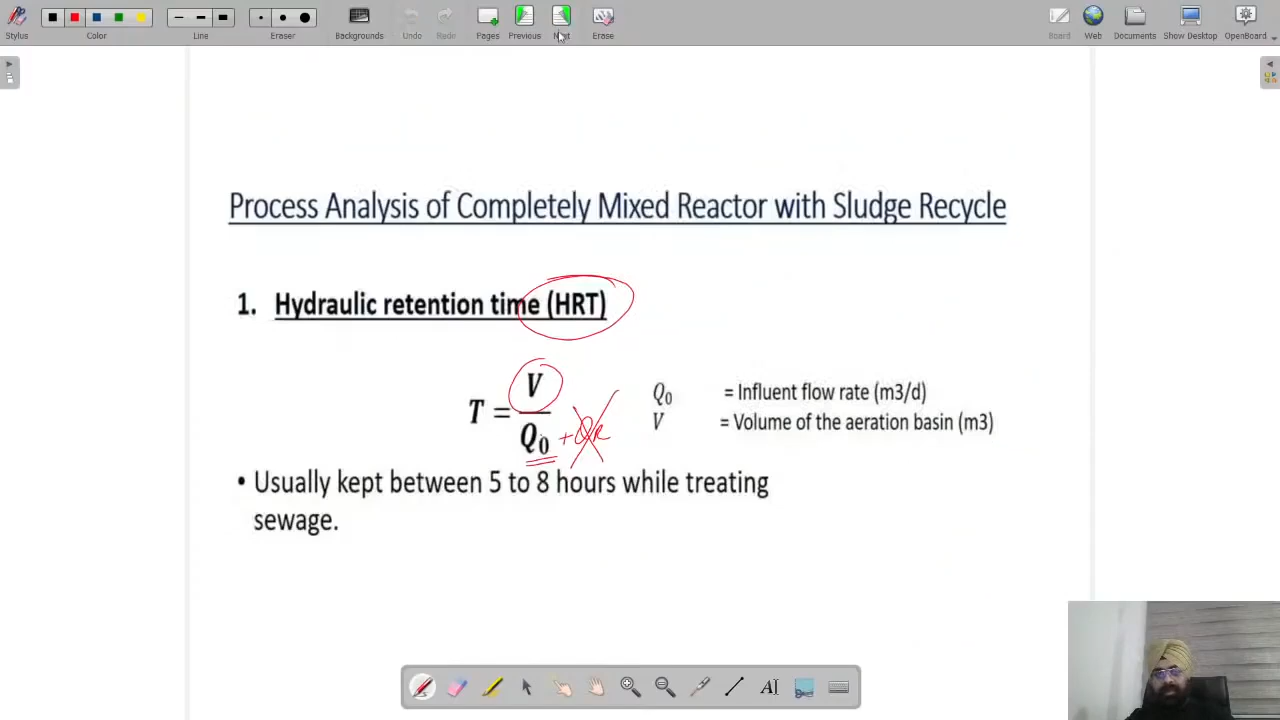 Stylus
Color
Line
Eraser
Backgrounds
Undo
Redo
Pages
Previous
Next
Erase
Board
Web
Documents
Show Desktop
OpenBoard
Process Analysis of Completely Mixed Reactor with Sludge Recycle
1. Hydraulic retention time (HRT)
T = V / Q₀ + QR
Q₀ = Influent flow rate (m3/d)
V = Volume of the aeration basin (m3)
• Usually kept between 5 to 8 hours while treating
sewage.